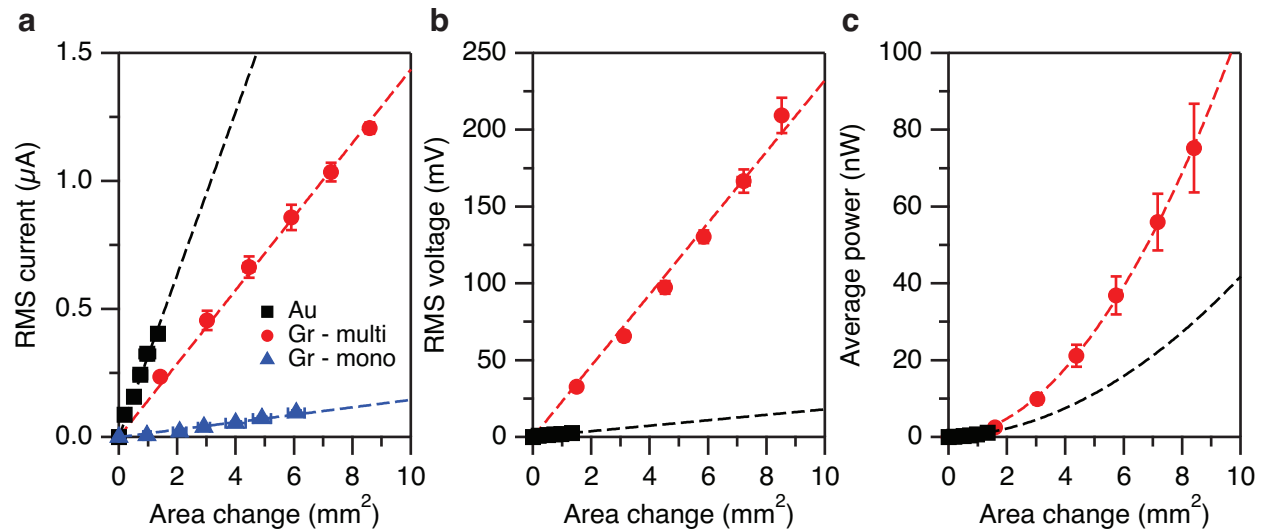 a
RMS current (µA)
1.5
1.0
0.5
0.0
Au
Gr - multi
Gr - mono
0 2 4 6 8 10
Area change (mm²)
b
RMS voltage (mV)
250
200
150
100
50
0
0 2 4 6 8 10
Area change (mm²)
c
Average power (nW)
100
80
60
40
20
0
0 2 4 6 8 10
Area change (mm²)